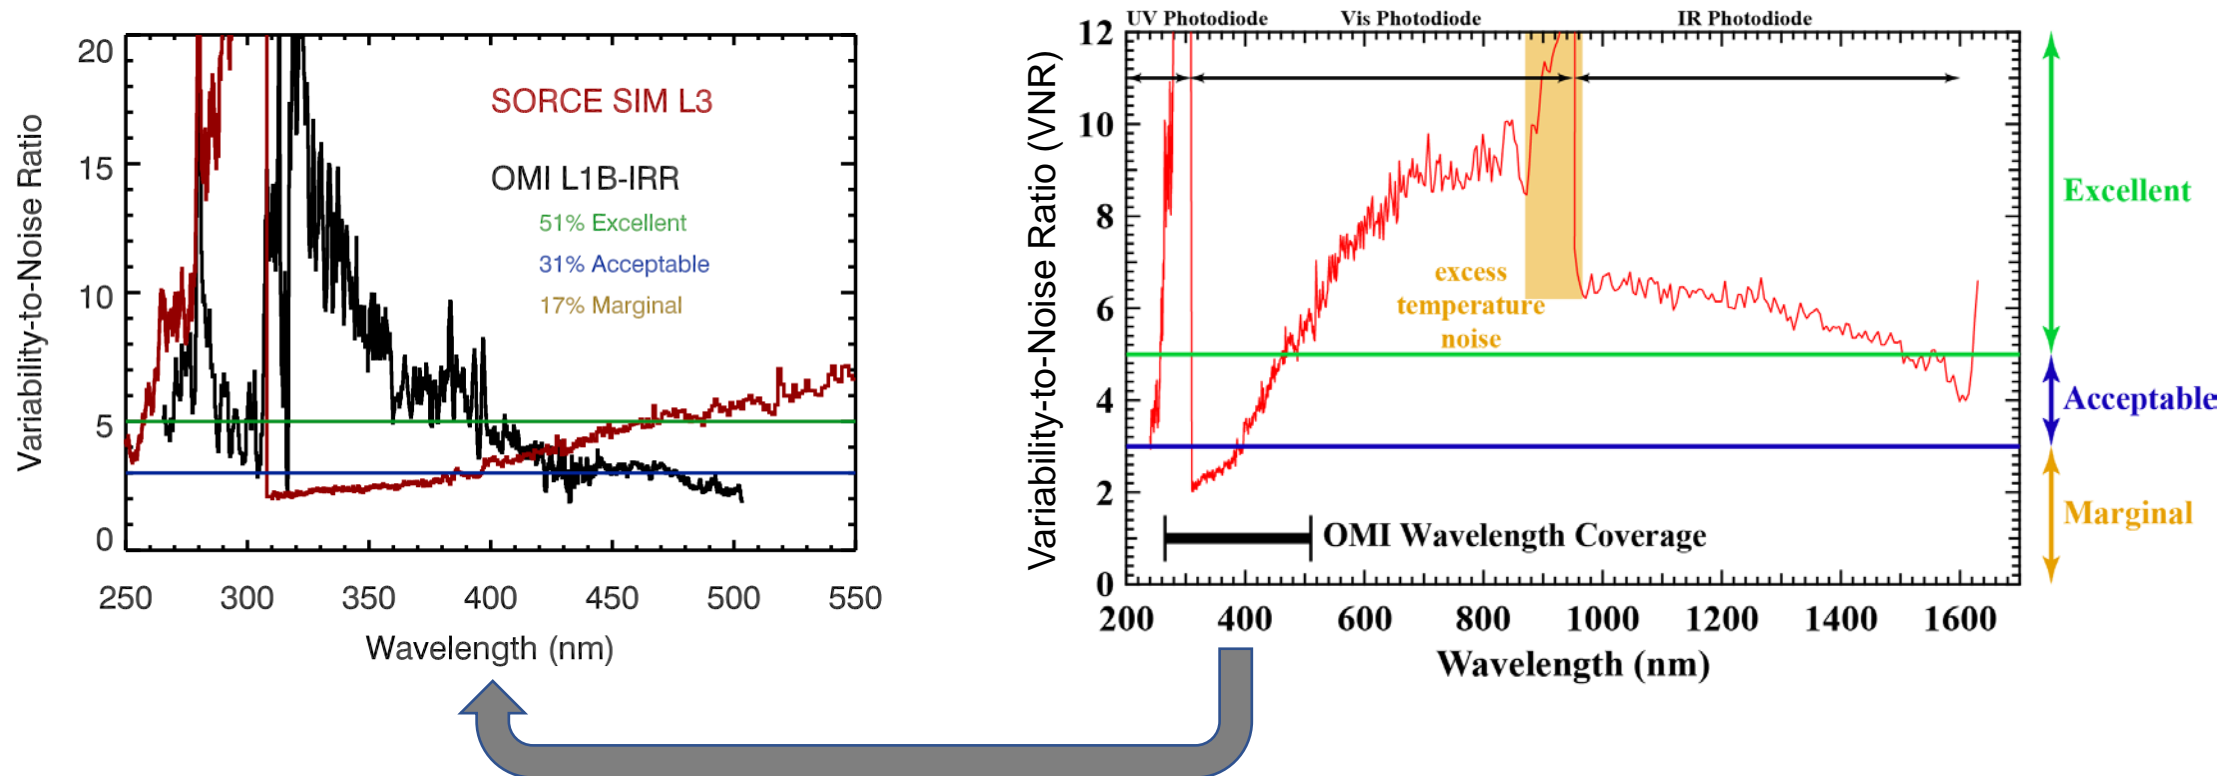 Variability-to-Noise Ratio
20
15
10
5
0
SORCE SIM L3
OMI L1B-IRR
51% Excellent
31% Acceptable
17% Marginal
250 300 350 400 450 500 550
Wavelength (nm)
UV Photodiode Vis Photodiode IR Photodiode
Variability-to-Noise Ratio (VNR)
12
10
8
6
4
2
0
excess
temperature
noise
OMI Wavelength Coverage
200 400 600 800 1000 1200 1400 1600
Wavelength (nm)
Excellent
Acceptable
Marginal